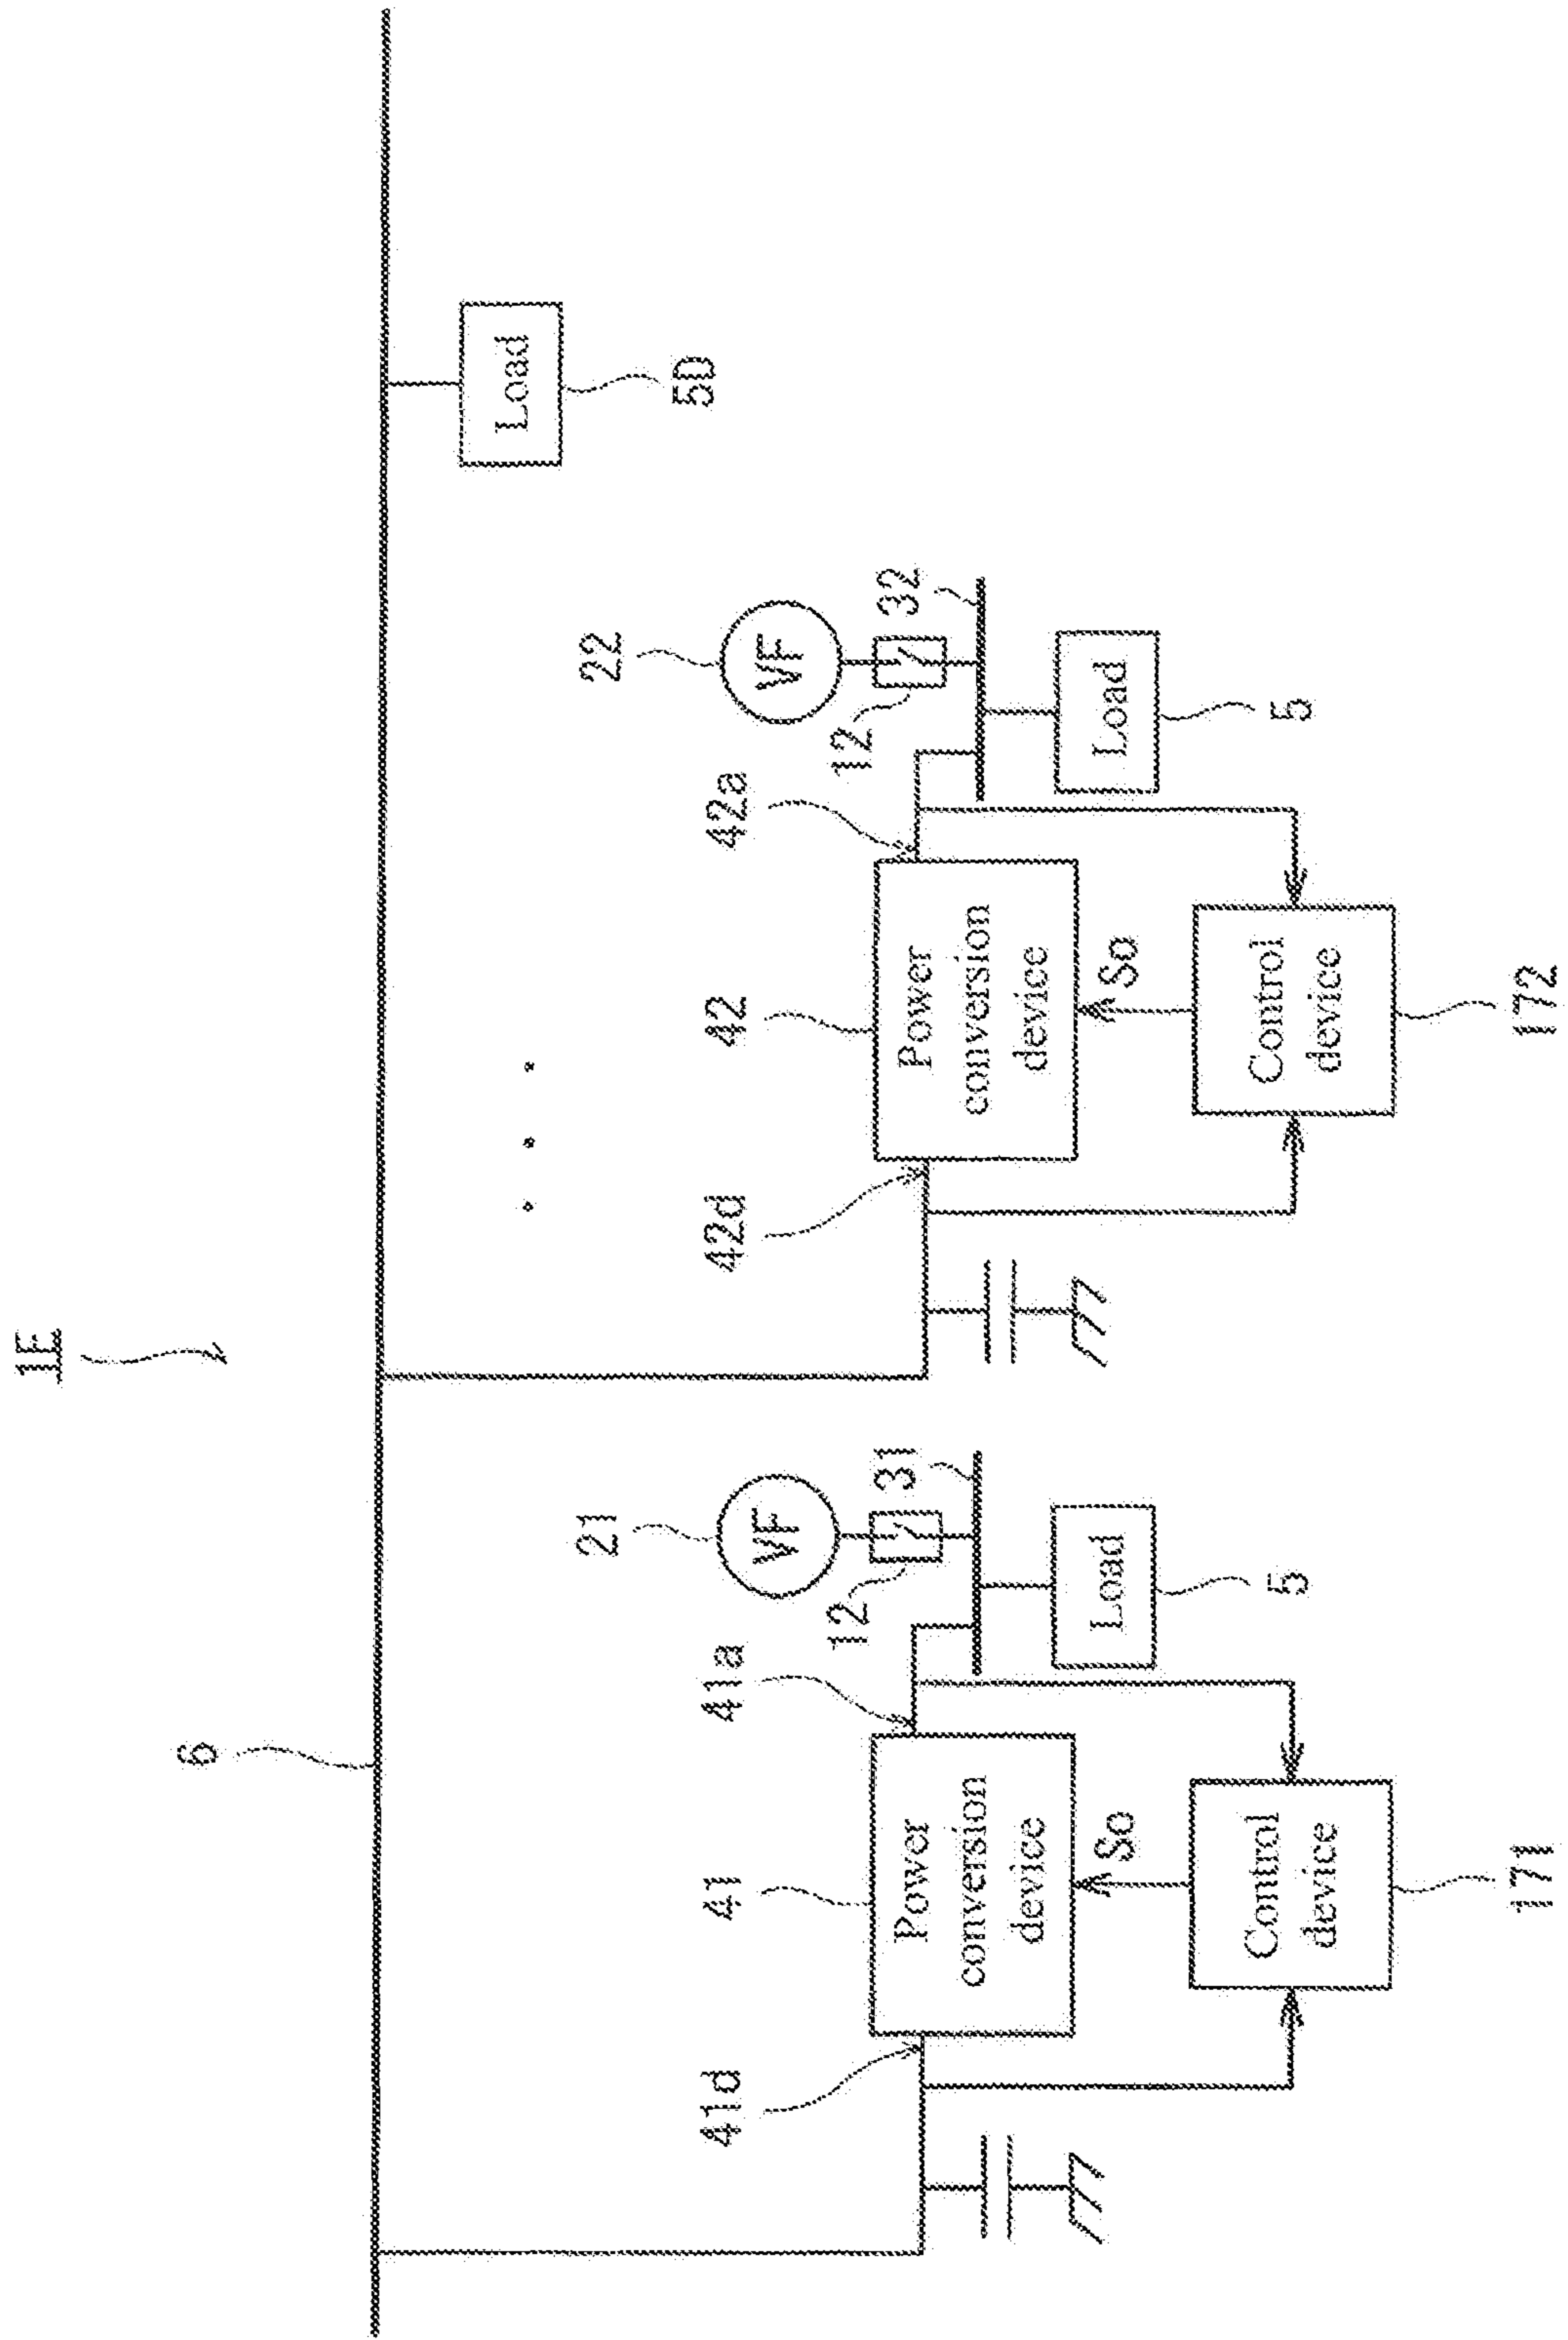 1E
6
21
22
41d
41
41a
12
31
42d
42
42a
12
32
VF
VF
Load
5D
Power
conversion
device
Load
5
Power
conversion
device
Load
5
So
So
Control
device
171
Control
device
172